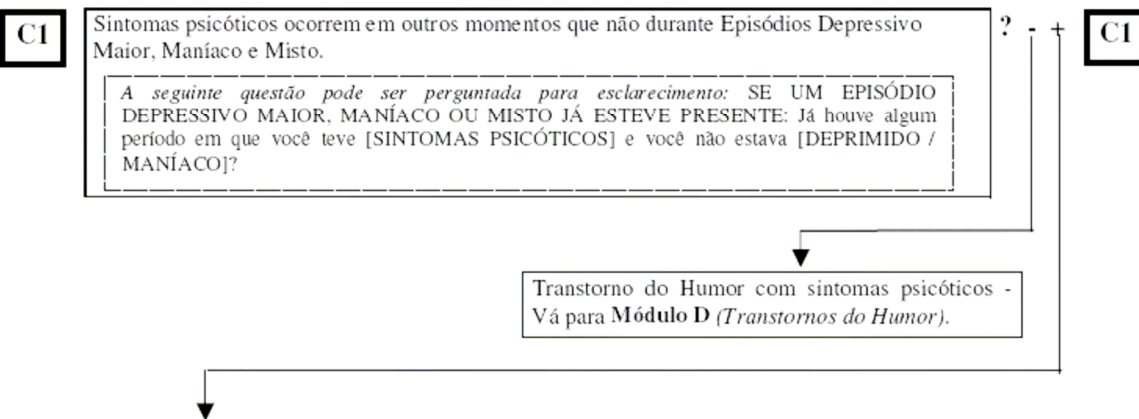 C1
Sintomas psicóticos ocorrem em outros momentos que não durante Episódios Depressivo
Maior, Maníaco e Misto.
? - +
C1
A seguinte questão pode ser perguntada para esclarecimento: SE UM EPISÓDIO
DEPRESSIVO MAIOR, MANÍACO OU MISTO JÁ ESTEVE PRESENTE: Já houve algum
período em que você teve [SINTOMAS PSICÓTICOS] e você não estava [DEPRIMIDO /
MANÍACO]?
Transtorno do Humor com sintomas psicóticos -
Vá para Módulo D (Transtornos do Humor).